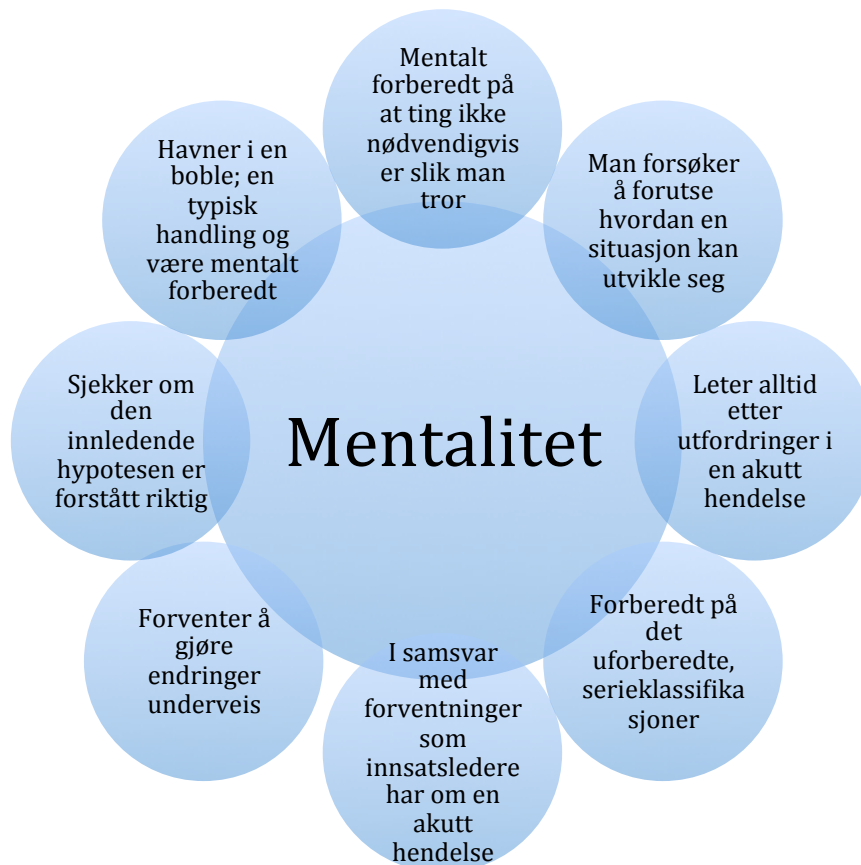 Mentalt
forberedt på
at ting ikke
nødvendigvis
er slik man
tror
Man forsøker
å forutse
hvordan en
situasjon kan
utvikle seg
Leter alltid
etter
utfordringer i
en akutt
hendelse
Forberedt på
det
uforberedte,
serieklassifika
sjoner
I samsvar
med
forventninger
som
innsatsledere
har om en
akutt
hendelse
Forventer å
gjøre
endringer
underveis
Sjekker om
den
innledende
hypotesen er
forstått riktig
Havner i en
boble; en
typisk
handling og
være mentalt
forberedt
Mentalitet